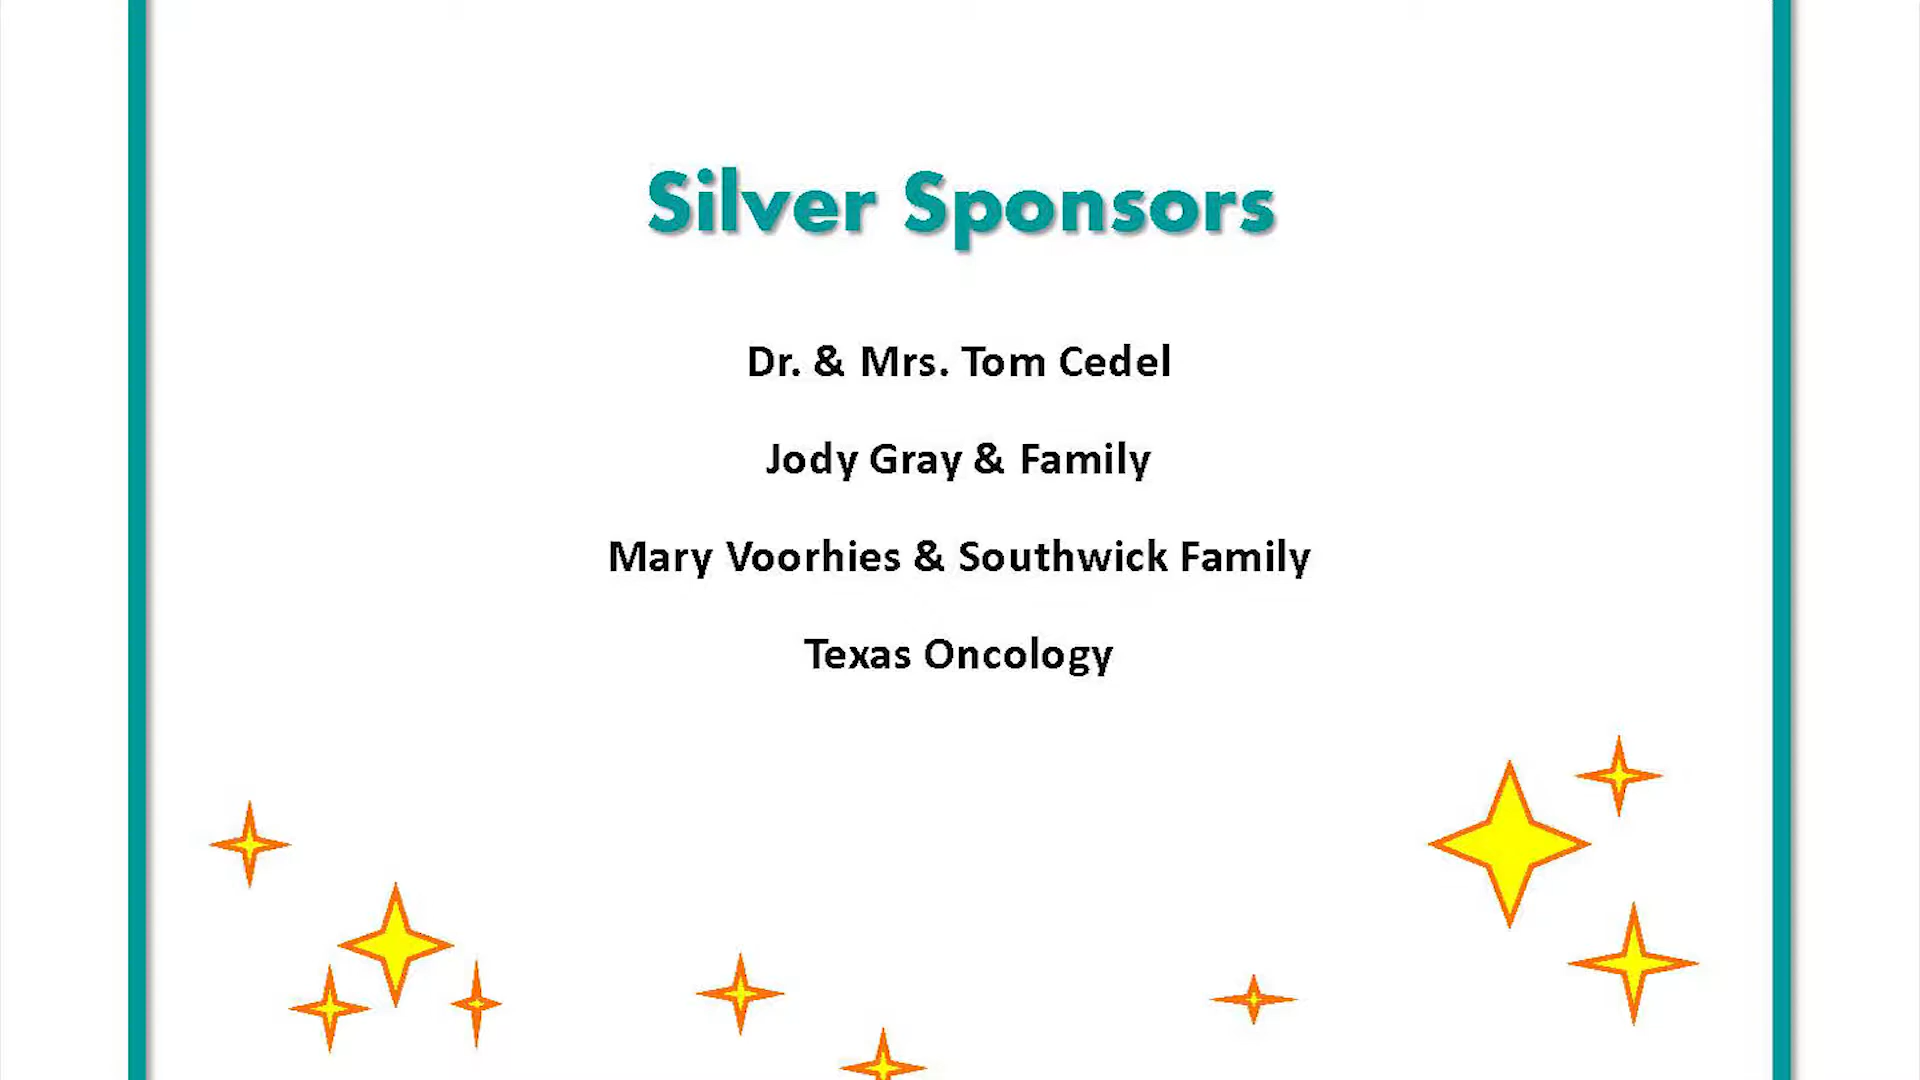 Silver Sponsors
Dr. & Mrs. Tom Cedel
Jody Gray & Family
Mary Voorhies & Southwick Family
Texas Oncology